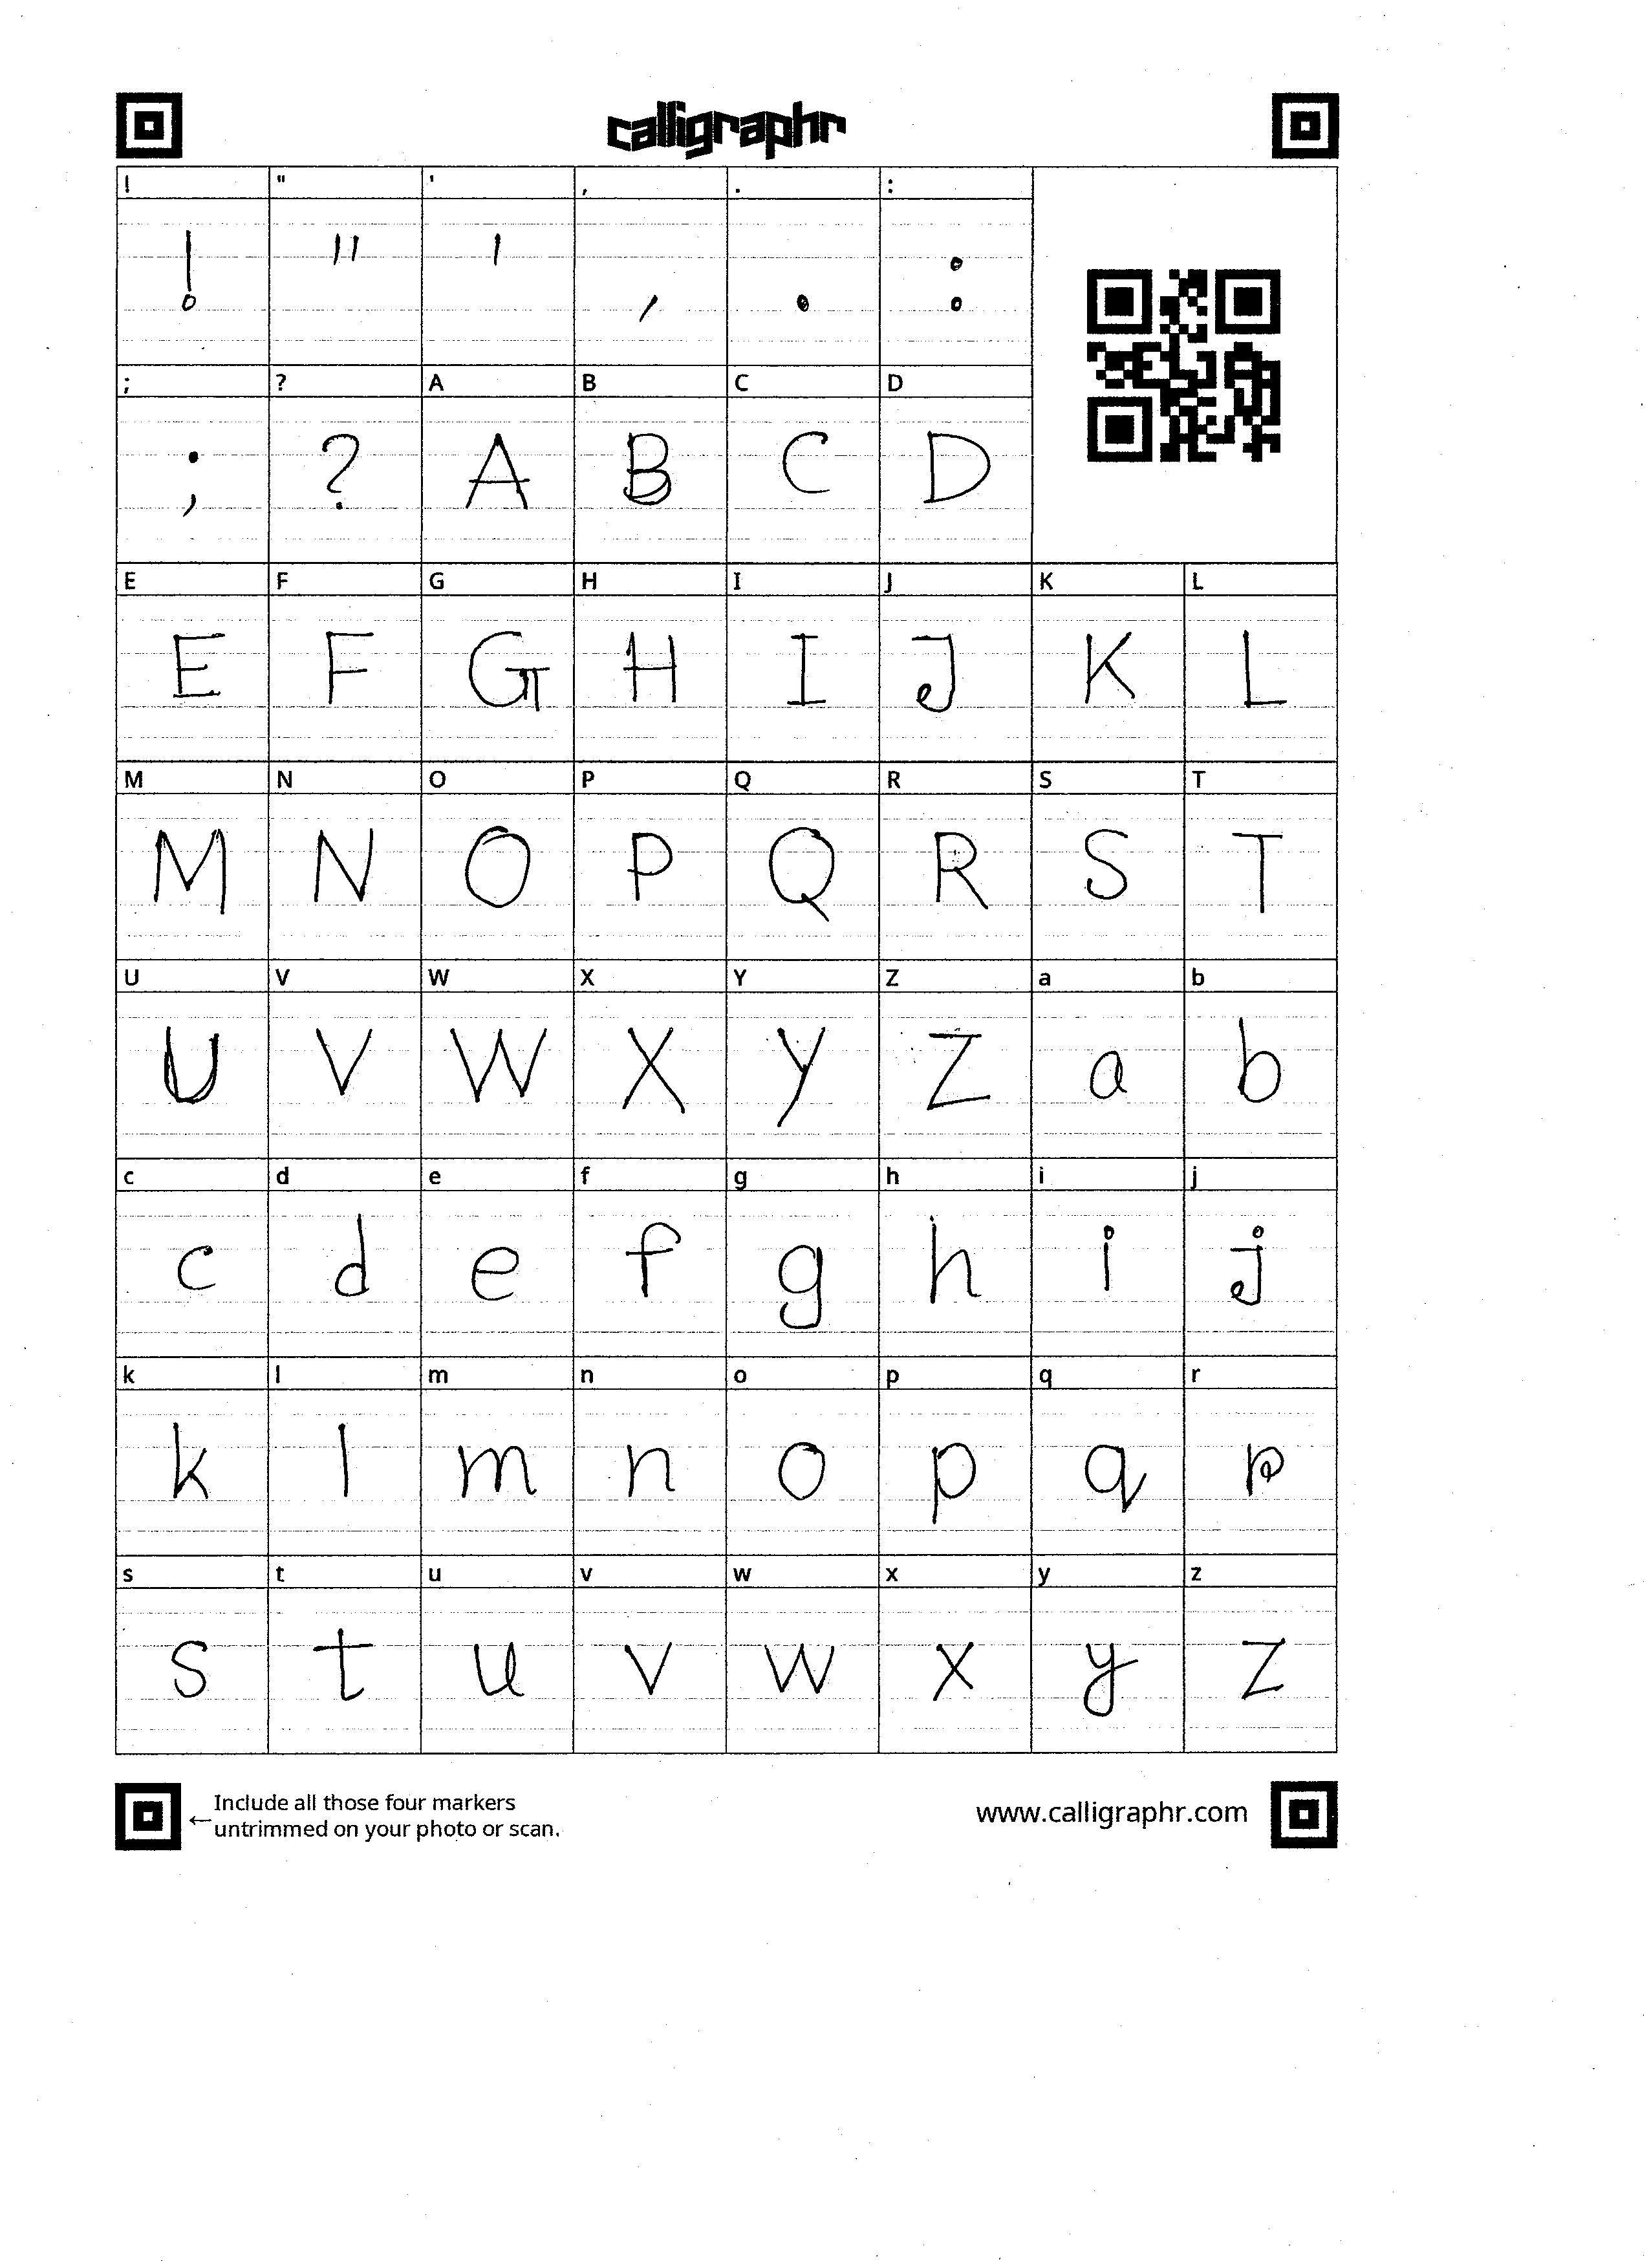 calligraphr
! " ' , . :
! " ' , . :
; ? A B C D
; ? A B C D
E F G H I J K L
E F G H I J K L
M N O P Q R S T
M N O P Q R S T
U V W X Y Z a b
U V W X Y Z a b
c d e f g h i j
c d e f g h i j
k l m n o p q r
k l m n o p q r
s t u v w x y z
s t u v w x y z
← Include all those four markers
untrimmed on your photo or scan.
www.calligraphr.com